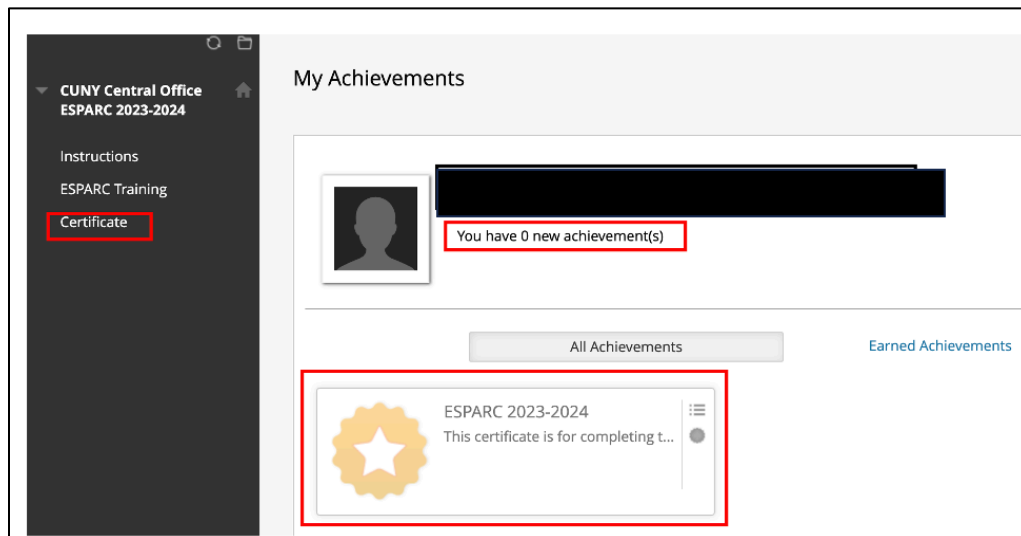 CUNY Central Office
ESPARC 2023-2024
Instructions
ESPARC Training
Certificate
My Achievements
You have 0 new achievement(s)
All Achievements
Earned Achievements
ESPARC 2023-2024
This certificate is for completing t...